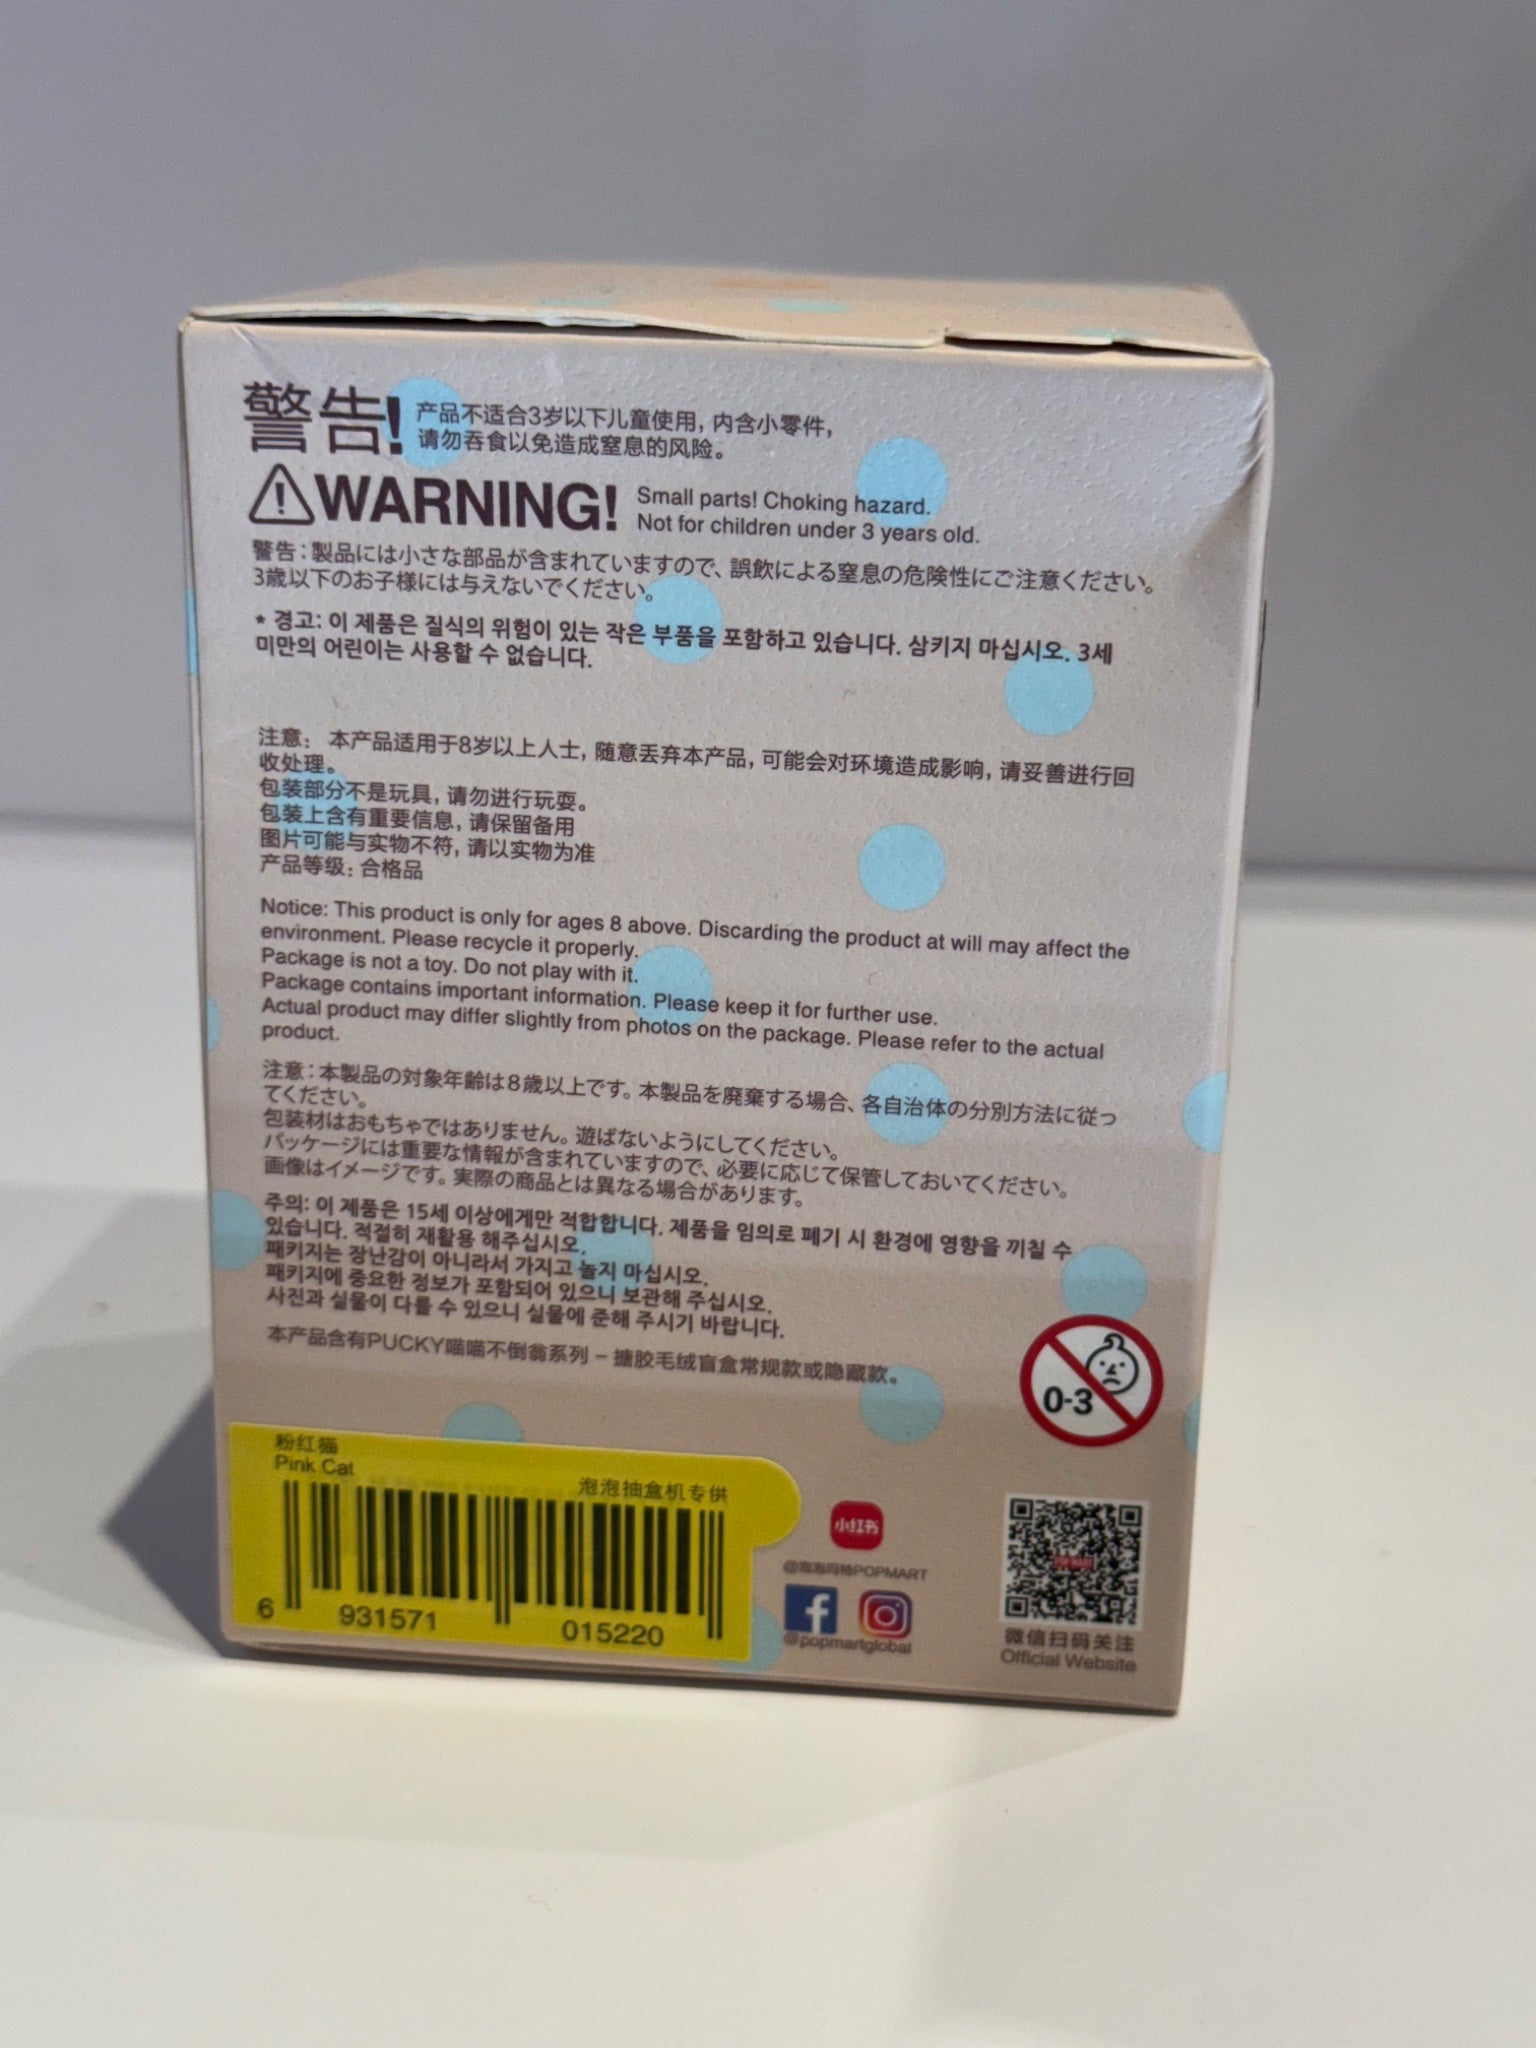 警告!
产品不适合3岁以下儿童使用，内含小零件，
请勿吞食以免造成窒息的风险。
WARNING!
Small parts! Choking hazard.
Not for children under 3 years old.
警告：製品には小さな部品が含まれていますので、誤飲による窒息の危険性にご注意ください。
3歳以下のお子様には与えないでください。
* 경고: 이 제품은 질식의 위험이 있는 작은 부품을 포함하고 있습니다. 삼키지 마십시오. 3세
미만의 어린이는 사용할 수 없습니다.
注意： 本产品适用于8岁以上人士，随意丢弃本产品，可能会对环境造成影响，请妥善进行回
收处理。
包装部分不是玩具，请勿进行玩耍。
包装上含有重要信息，请保留备用
图片可能与实物不符，请以实物为准
产品等级：合格品
Notice: This product is only for ages 8 above. Discarding the product at will may affect the
environment. Please recycle it properly.
Package is not a toy. Do not play with it.
Package contains important information. Please keep it for further use.
Actual product may differ slightly from photos on the package. Please refer to the actual
product.
注意：本製品の対象年齢は８歳以上です。本製品を廃棄する場合、各自治体の分別方法に従っ
てください。
包装材はおもちゃではありません。遊ばないようにしてください。
パッケージには重要な情報が含まれていますので、必要に応じて保管しておいてください。
画像はイメージです。実際の商品とは異なる場合があります。
주의: 이 제품은 15세 이상에게만 적합합니다. 제품을 임의로 폐기 시 환경에 영향을 끼칠 수
있습니다. 적절히 재활용 해주십시오.
패키지는 장난감이 아니라서 가지고 놀지 마십시오.
패키지에 중요한 정보가 포함되어 있으니 보관해 주십시오.
사진과 실물이 다를 수 있으니 실물에 준해 주시기 바랍니다.
本产品含有PUCKY喵喵不倒翁系列 – 搪胶毛绒盲盒常规款或隐藏款。
0-3
粉红猫
Pink Cat
泡泡抽盒机专供
6 931571 015220
小红书
@泡泡玛特POPMART
@popmartglobal
POP MART
微信扫码关注
Official Website